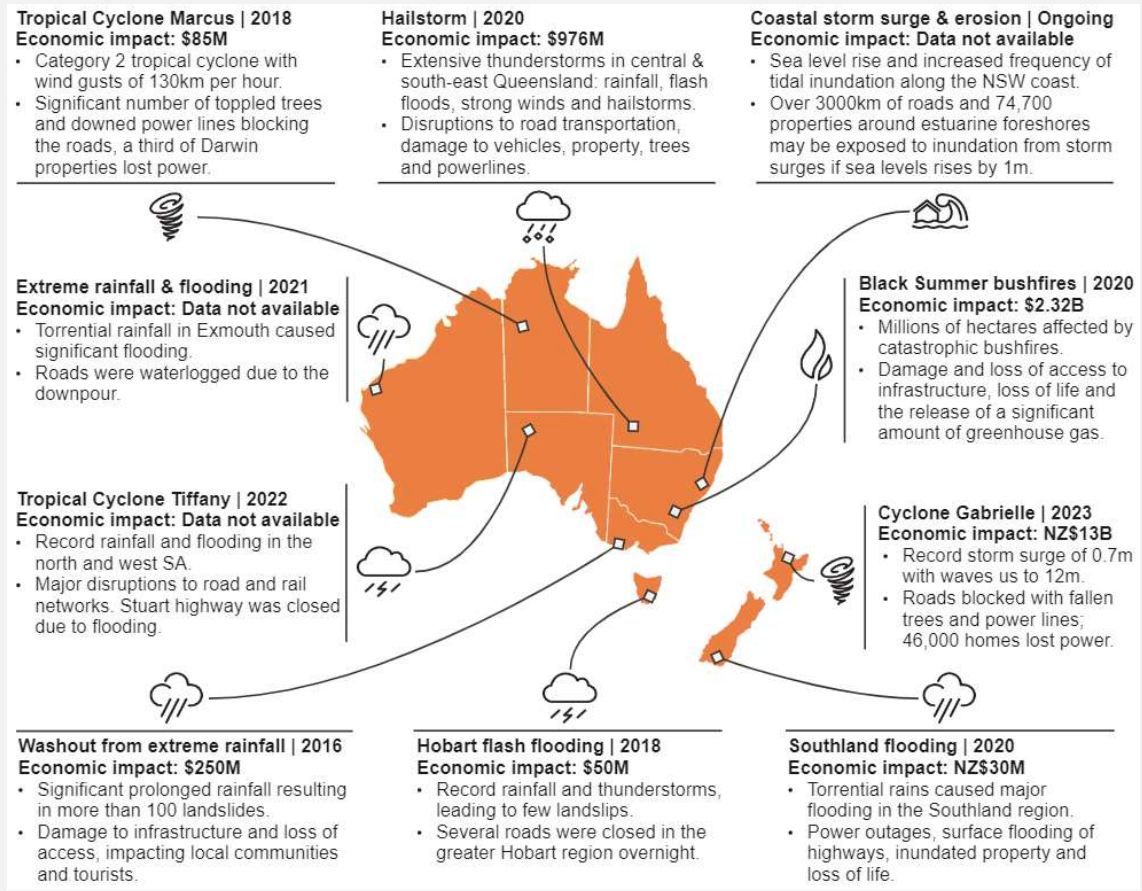 Tropical Cyclone Marcus | 2018
Economic impact: $85M
• Category 2 tropical cyclone with
wind gusts of 130km per hour.
• Significant number of toppled trees
and downed power lines blocking
the roads, a third of Darwin
properties lost power.
Hailstorm | 2020
Economic impact: $976M
• Extensive thunderstorms in central &
south-east Queensland: rainfall, flash
floods, strong winds and hailstorms.
• Disruptions to road transportation,
damage to vehicles, property, trees
and powerlines.
Coastal storm surge & erosion | Ongoing
Economic impact: Data not available
• Sea level rise and increased frequency of
tidal inundation along the NSW coast.
• Over 3000km of roads and 74,700
properties around estuarine foreshores
may be exposed to inundation from storm
surges if sea levels rises by 1m.
Extreme rainfall & flooding | 2021
Economic impact: Data not available
• Torrential rainfall in Exmouth caused
significant flooding.
• Roads were waterlogged due to the
downpour.
Black Summer bushfires | 2020
Economic impact: $2.32B
• Millions of hectares affected by
catastrophic bushfires.
• Damage and loss of access to
infrastructure, loss of life and
the release of a significant
amount of greenhouse gas.
Tropical Cyclone Tiffany | 2022
Economic impact: Data not available
• Record rainfall and flooding in the
north and west SA.
• Major disruptions to road and rail
networks. Stuart highway was closed
due to flooding.
Cyclone Gabrielle | 2023
Economic impact: NZ$13B
• Record storm surge of 0.7m
with waves us to 12m.
• Roads blocked with fallen
trees and power lines;
46,000 homes lost power.
Washout from extreme rainfall | 2016
Economic impact: $250M
• Significant prolonged rainfall resulting
in more than 100 landslides.
• Damage to infrastructure and loss of
access, impacting local communities
and tourists.
Hobart flash flooding | 2018
Economic impact: $50M
• Record rainfall and thunderstorms,
leading to few landslips.
• Several roads were closed in the
greater Hobart region overnight.
Southland flooding | 2020
Economic impact: NZ$30M
• Torrential rains caused major
flooding in the Southland region.
• Power outages, surface flooding of
highways, inundated property and
loss of life.